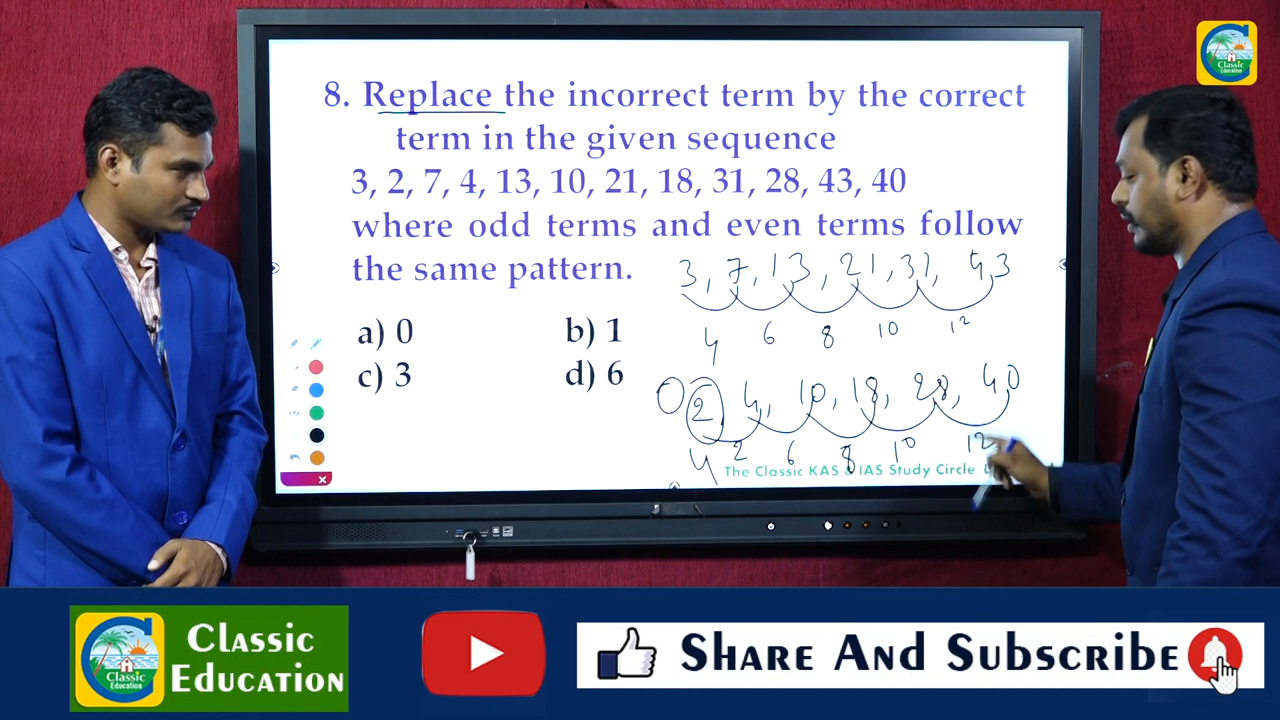 8. Replace the incorrect term by the correct
term in the given sequence
3, 2, 7, 4, 13, 10, 21, 18, 31, 28, 43, 40
where odd terms and even terms follow
the same pattern.
a) 0 b) 1
c) 3 d) 6
3, 7, 13, 21, 31, 43
4 6 8 10 12
0 2 4, 10, 18, 28, 40
4 2 6 8 10 12
The Classic KAS & IAS Study Circle
Classic
Education
Classic
Education
Classic
Education
Share And Subscribe